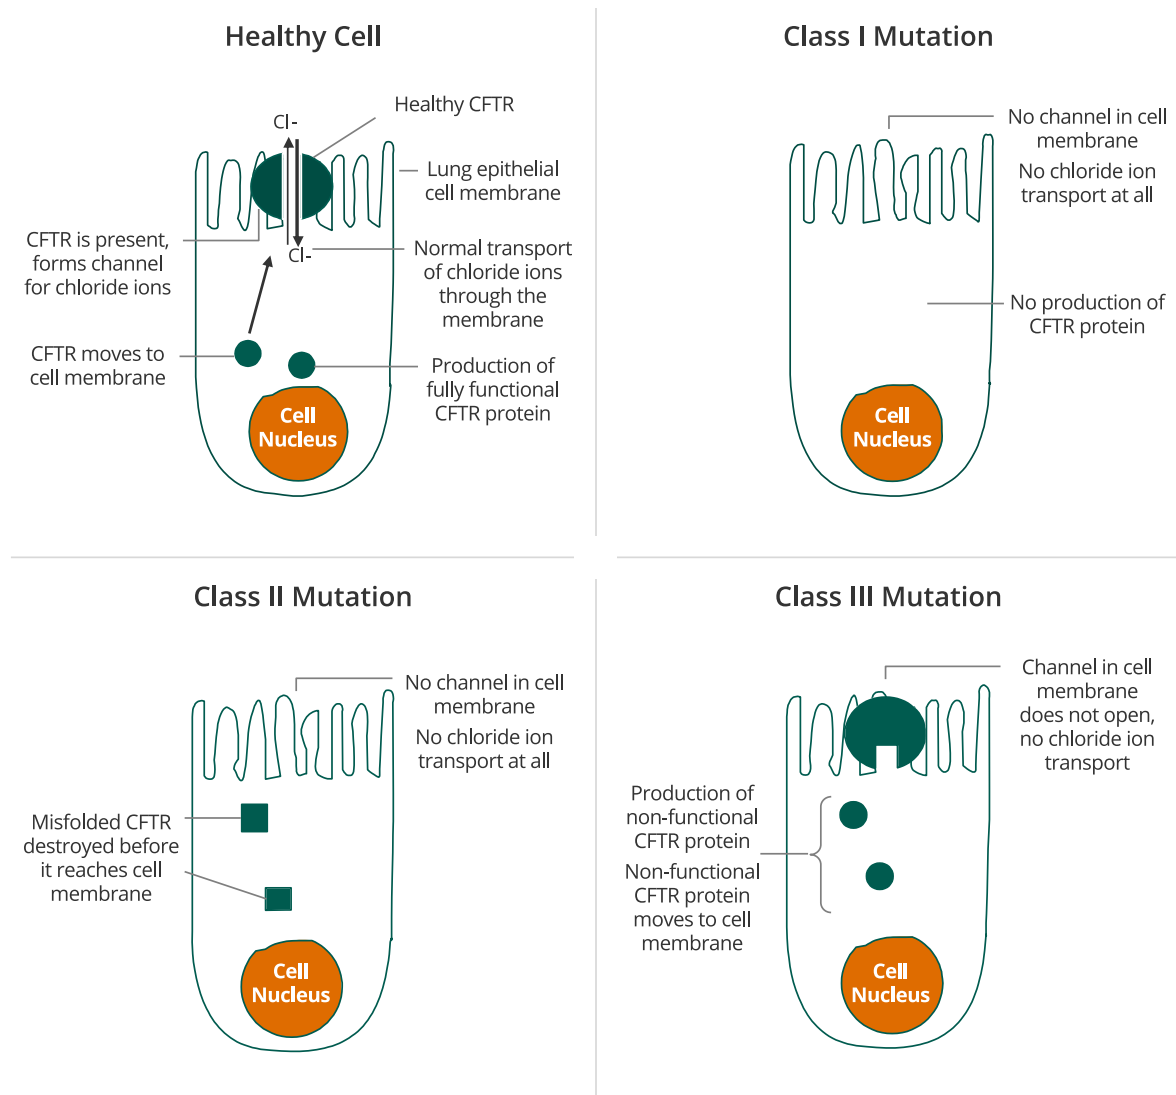 Healthy Cell
Cl-
Healthy CFTR
Lung epithelial
cell membrane
CFTR is present,
forms channel
for chloride ions
Cl-
Normal transport
of chloride ions
through the
membrane
CFTR moves to
cell membrane
Production of
fully functional
CFTR protein
Cell
Nucleus
Class I Mutation
No channel in cell
membrane
No chloride ion
transport at all
No production of
CFTR protein
Cell
Nucleus
Class II Mutation
No channel in cell
membrane
No chloride ion
transport at all
Misfolded CFTR
destroyed before
it reaches cell
membrane
Cell
Nucleus
Class III Mutation
Channel in cell
membrane
does not open,
no chloride ion
transport
Production of
non-functional
CFTR protein
Non-functional
CFTR protein
moves to cell
membrane
Cell
Nucleus